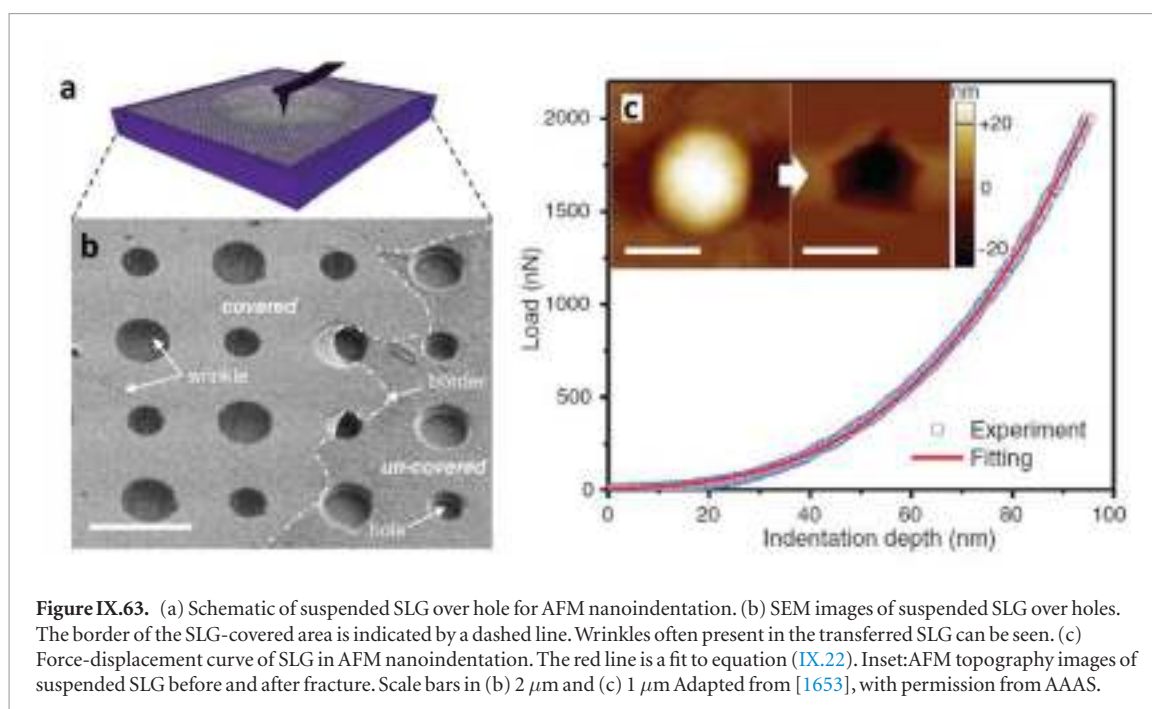 a
b
covered
wrinkle
border
un-covered
hole
c
nm
+20
0
-20
2000
1500
1000
500
0
Load (nN)
Experiment
Fitting
0 20 40 60 80 100
Indentation depth (nm)
Figure IX.63. (a) Schematic of suspended SLG over hole for AFM nanoindentation. (b) SEM images of suspended SLG over holes.
The border of the SLG-covered area is indicated by a dashed line. Wrinkles often present in the transferred SLG can be seen. (c)
Force-displacement curve of SLG in AFM nanoindentation. The red line is a fit to equation (IX.22). Inset:AFM topography images of
suspended SLG before and after fracture. Scale bars in (b) 2 μm and (c) 1 μm Adapted from [1653], with permission from AAAS.